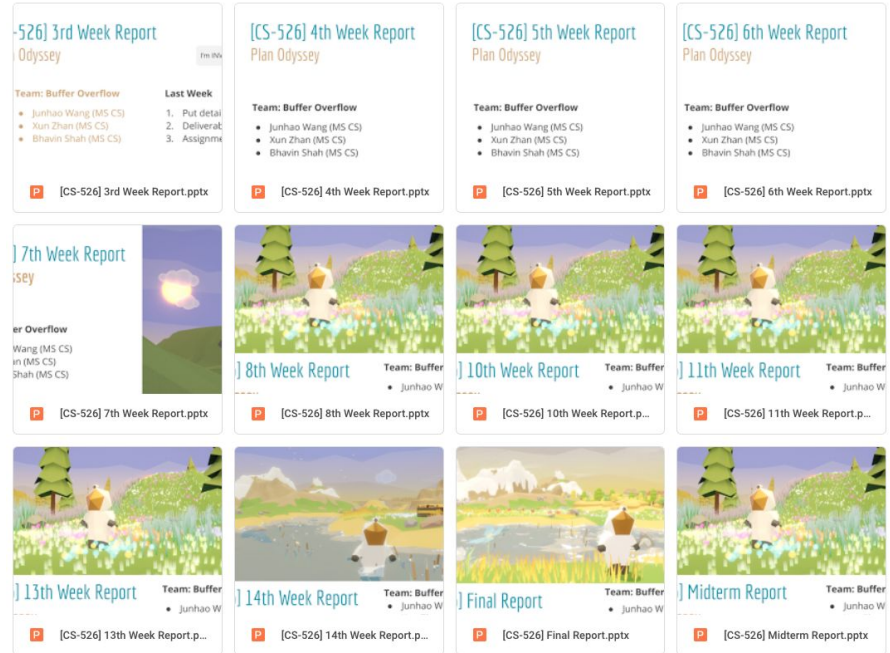 -526] 3rd Week Report
Odyssey
I'm INv
Team: Buffer Overflow
Junhao Wang (MS CS)
Xun Zhan (MS CS)
Bhavin Shah (MS CS)
Last Week
1. Put detai
2. Deliverab
3. Assignme
[CS-526] 3rd Week Report.pptx
[CS-526] 4th Week Report
Plan Odyssey
Team: Buffer Overflow
Junhao Wang (MS CS)
Xun Zhan (MS CS)
Bhavin Shah (MS CS)
[CS-526] 4th Week Report.pptx
[CS-526] 5th Week Report
Plan Odyssey
Team: Buffer Overflow
Junhao Wang (MS CS)
Xun Zhan (MS CS)
Bhavin Shah (MS CS)
[CS-526] 5th Week Report.pptx
[CS-526] 6th Week Report
Plan Odyssey
Team: Buffer Overflow
Junhao Wang (MS CS)
Xun Zhan (MS CS)
Bhavin Shah (MS CS)
[CS-526] 6th Week Report.pptx
] 7th Week Report
ssey
er Overflow
Wang (MS CS)
an (MS CS)
Shah (MS CS)
[CS-526] 7th Week Report.pptx
] 8th Week Report
Team: Buffer
Junhao W
[CS-526] 8th Week Report.pptx
] 10th Week Report
Team: Buffer
Junhao W
[CS-526] 10th Week Report.p...
] 11th Week Report
Team: Buffer
Junhao W
[CS-526] 11th Week Report.p...
] 13th Week Report
Team: Buffer
Junhao W
[CS-526] 13th Week Report.p...
] 14th Week Report
Team: Buffer
Junhao W
[CS-526] 14th Week Report.p...
] Final Report
Team: Buffer
Junhao W
[CS-526] Final Report.pptx
] Midterm Report
Team: Buffer
Junhao W
[CS-526] Midterm Report.pptx